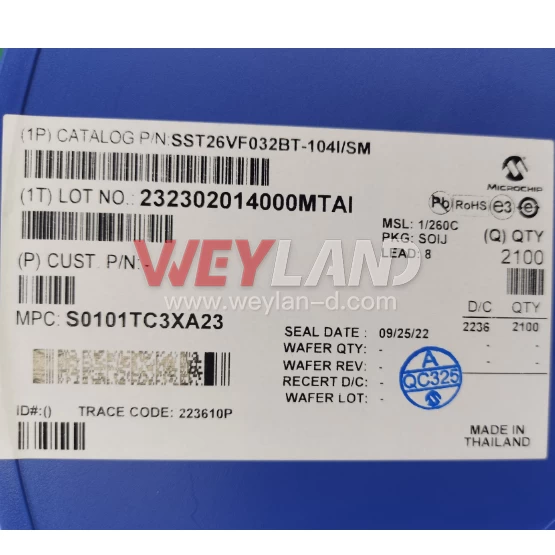 (1P) CATALOG P/N:SST26VF032BT-104I/SM
MICROCHIP
(1T) LOT NO.: 232302014000MTAI
Pb RoHS e3 e
MSL: 1/260C
PKG: SOIJ
LEAD: 8
(Q) QTY
2100
(P) CUST. P/N: -
WEYLAND
www.weylan-d.com
MPC: S0101TC3XA23
D/C QTY
2236 2100
SEAL DATE : 09/25/22
WAFER QTY: - - -
WAFER REV: - - -
RECERT D/C: -
WAFER LOT: -
A
QC325
ID#:() TRACE CODE: 223610P
MADE IN
THAILAND